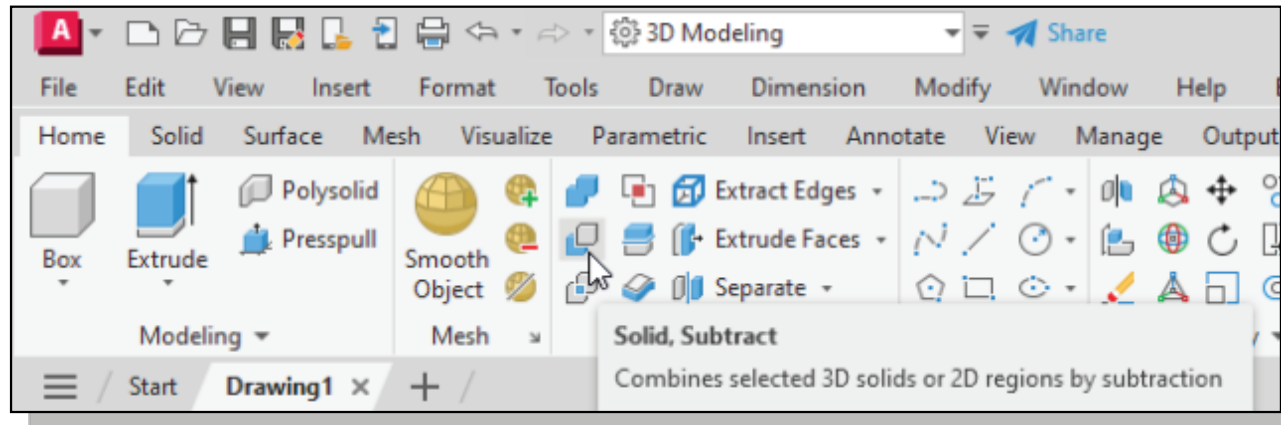 A 3D Modeling Share
File Edit View Insert Format Tools Draw Dimension Modify Window Help
Home Solid Surface Mesh Visualize Parametric Insert Annotate View Manage Output
Polysolid Extract Edges
Presspull Extrude Faces
Box Extrude Smooth Object Separate
Modeling Mesh
Solid, Subtract
Combines selected 3D solids or 2D regions by subtraction
Start Drawing1